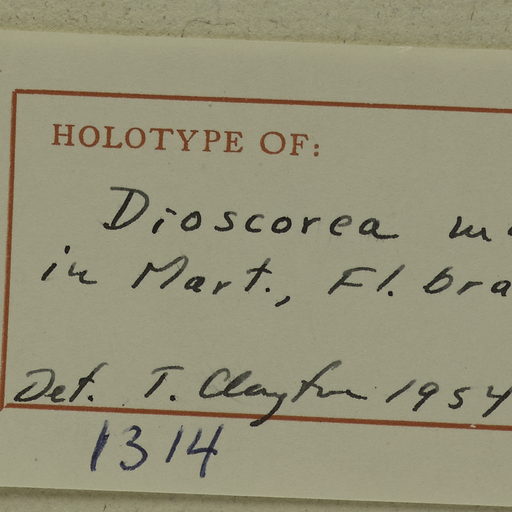 HOLOTYPE OF:
Dioscorea
in Mart., Fl. bra
Det. T. Clayton 1954
1314